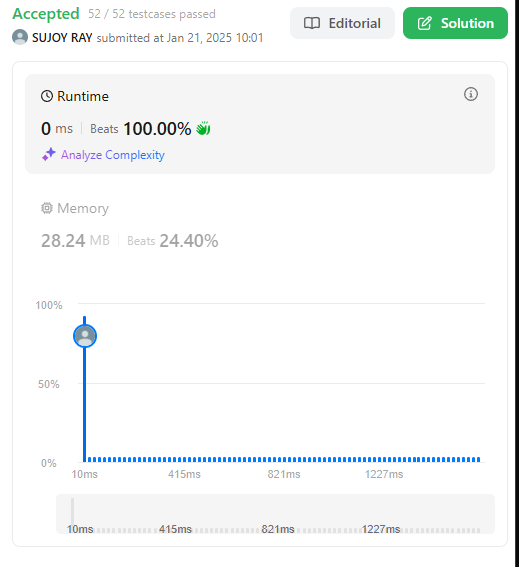 Accepted 52 / 52 testcases passed
Editorial
Solution
SUJOY RAY submitted at Jan 21, 2025 10:01
Runtime
0 ms Beats 100.00%
Analyze Complexity
Memory
28.24 MB Beats 24.40%
100%
50%
0%
10ms 415ms 821ms 1227ms
10ms 415ms 821ms 1227ms